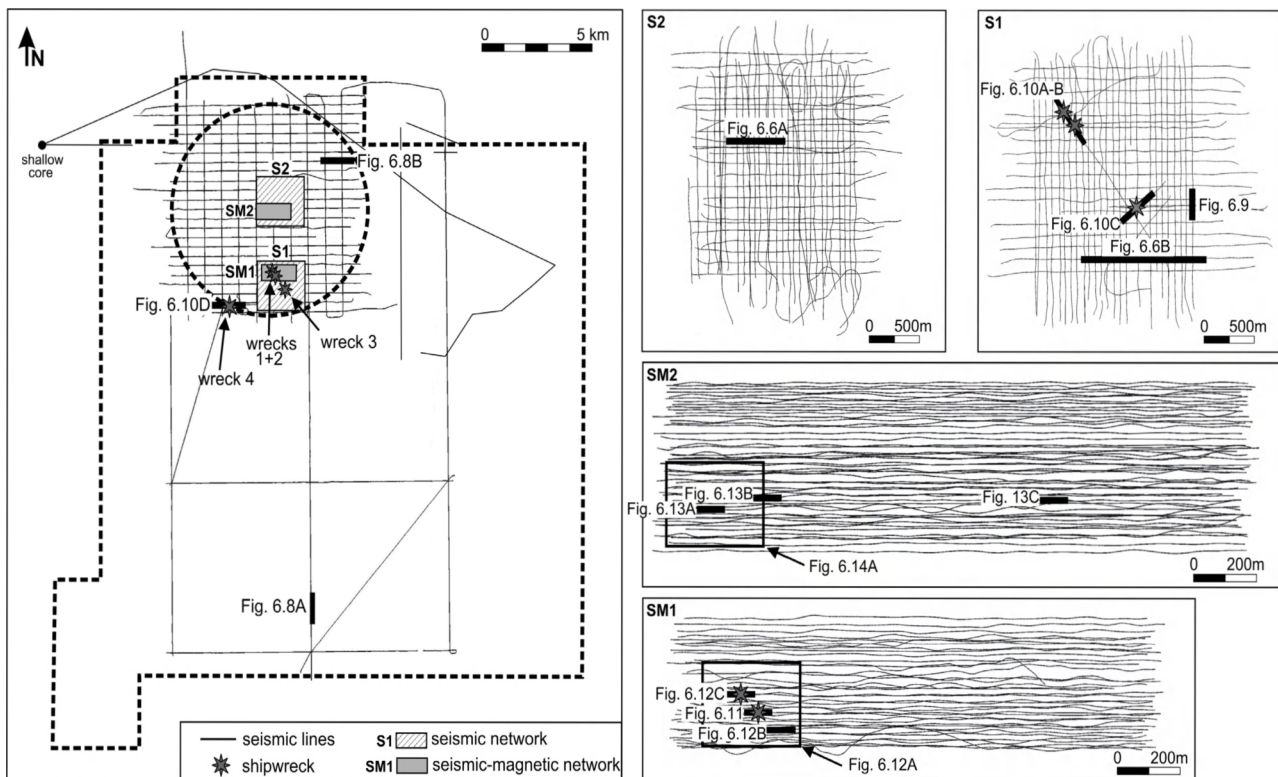 N
0 5 km
shallow
core
Fig. 6.8B
S2
SM2
S1
SM1
Fig. 6.10D
wreck 3
wrecks
1+2
wreck 4
Fig. 6.8A
seismic lines
S1
seismic network
shipwreck
SM1
seismic-magnetic network
S2
Fig. 6.6A
0 500m
S1
Fig. 6.10A-B
Fig. 6.9
Fig. 6.10C
Fig. 6.6B
0 500m
SM2
Fig. 6.13B
Fig. 13C
Fig. 6.13A
Fig. 6.14A
0 200m
SM1
Fig. 6.12C
Fig. 6.11
Fig. 6.12B
Fig. 6.12A
0 200m